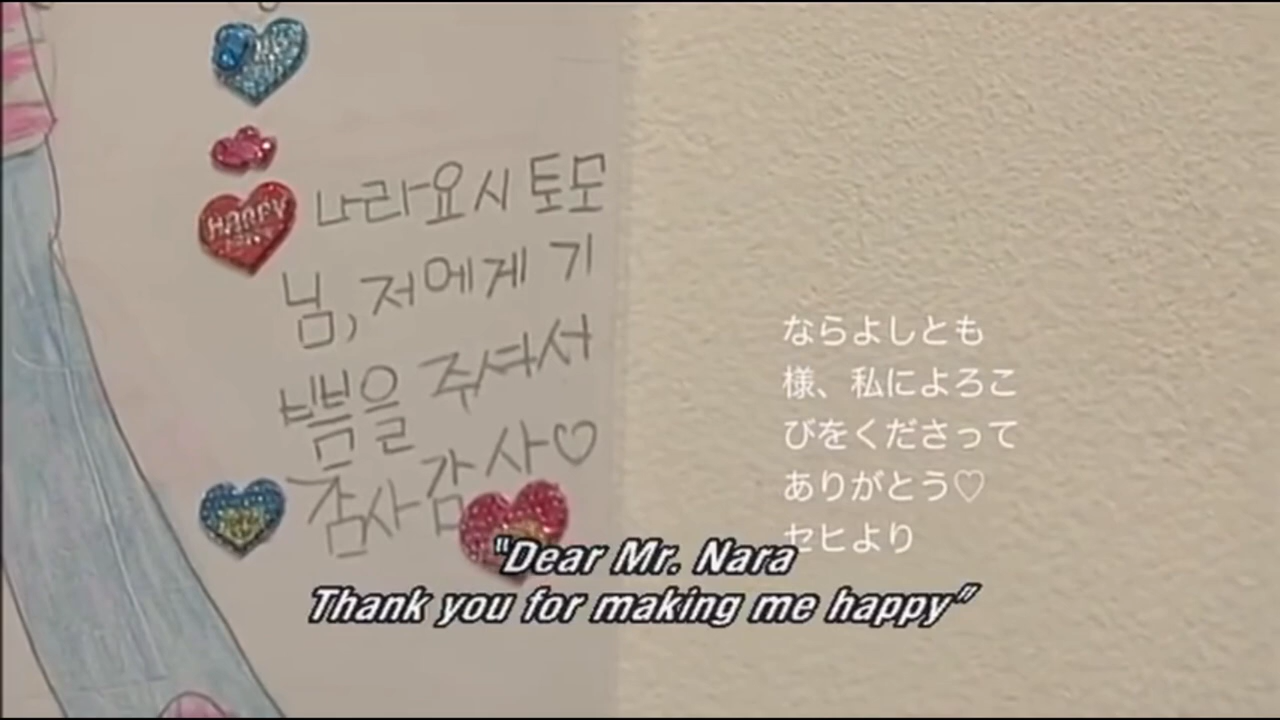 HAPPY
나라요시토모
님, 저에게 기
쁨을 주셔서
감사감사♡
ならよしとも
様、私によろこ
びをくださって
ありがとう♡
セヒより
"Dear Mr. Nara
Thank you for making me happy"